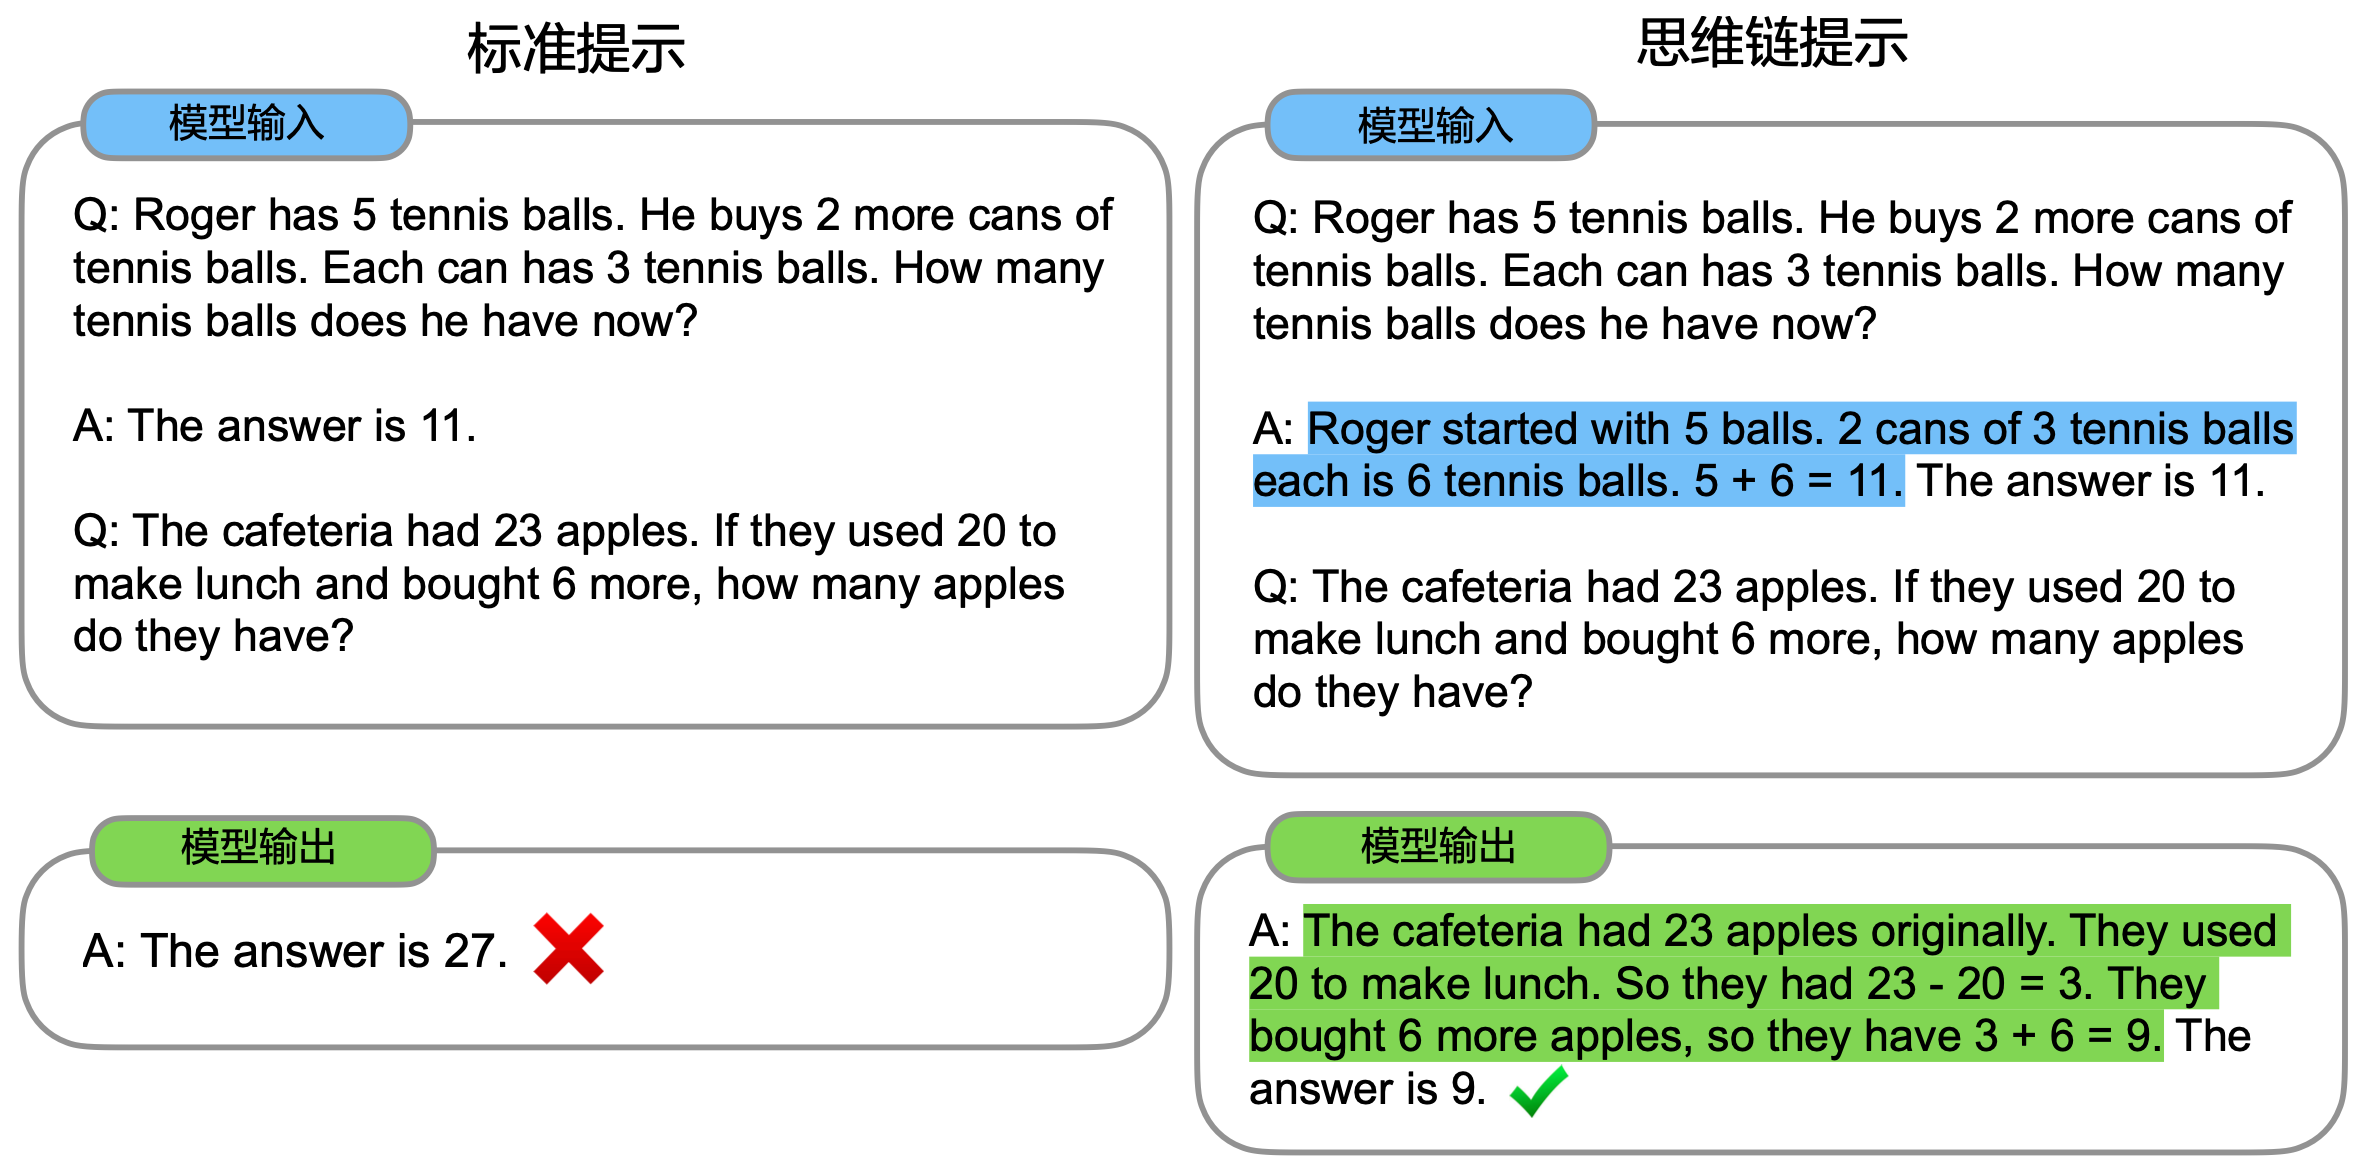 标准提示
模型输入
Q: Roger has 5 tennis balls. He buys 2 more cans of
tennis balls. Each can has 3 tennis balls. How many
tennis balls does he have now?
A: The answer is 11.
Q: The cafeteria had 23 apples. If they used 20 to
make lunch and bought 6 more, how many apples
do they have?
模型输出
A: The answer is 27.
思维链提示
模型输入
Q: Roger has 5 tennis balls. He buys 2 more cans of
tennis balls. Each can has 3 tennis balls. How many
tennis balls does he have now?
A: Roger started with 5 balls. 2 cans of 3 tennis balls
each is 6 tennis balls. 5 + 6 = 11. The answer is 11.
Q: The cafeteria had 23 apples. If they used 20 to
make lunch and bought 6 more, how many apples
do they have?
模型输出
A: The cafeteria had 23 apples originally. They used
20 to make lunch. So they had 23 - 20 = 3. They
bought 6 more apples, so they have 3 + 6 = 9. The
answer is 9.